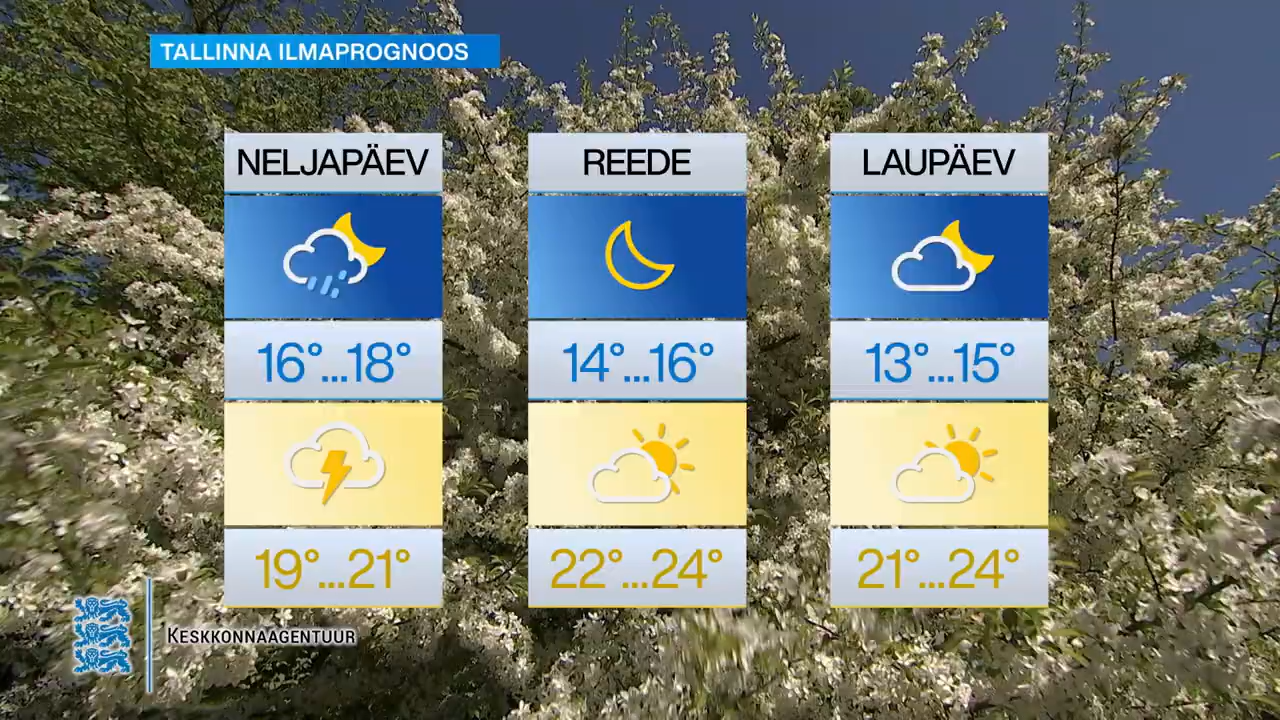 TALLINNA ILMAPROGNOOS
NELJAPÄEV
16°...18°
19°...21°
REEDE
14°...16°
22°...24°
LAUPÄEV
13°...15°
21°...24°
KESKKONNAAGENTUUR